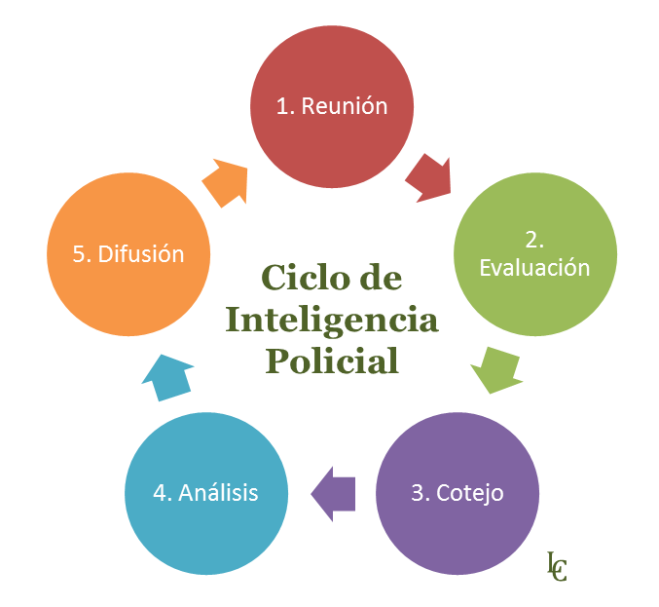 1. Reunión
2.
Evaluación
3. Cotejo
4. Análisis
5. Difusión
Ciclo de
Inteligencia
Policial
LC